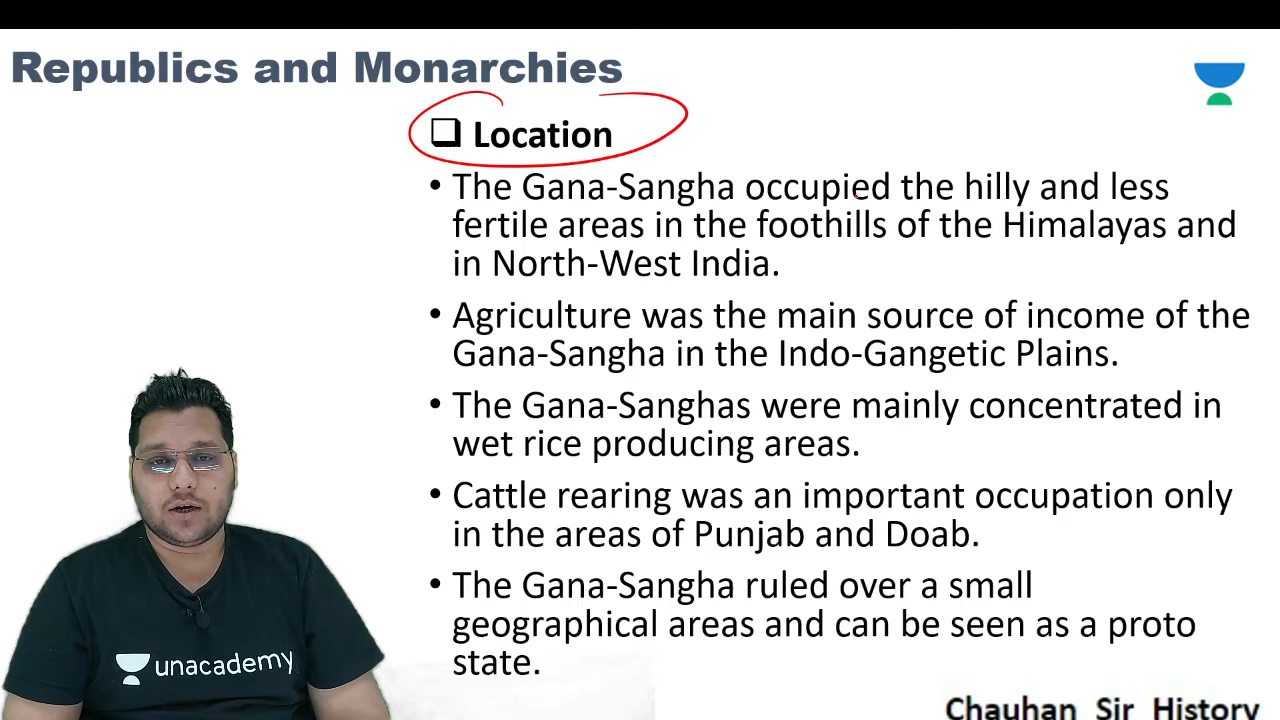 Republics and Monarchies
❑ Location
• The Gana-Sangha occupied the hilly and less
fertile areas in the foothills of the Himalayas and
in North-West India.
• Agriculture was the main source of income of the
Gana-Sangha in the Indo-Gangetic Plains.
• The Gana-Sanghas were mainly concentrated in
wet rice producing areas.
• Cattle rearing was an important occupation only
in the areas of Punjab and Doab.
• The Gana-Sangha ruled over a small
geographical areas and can be seen as a proto
state.
unacademy
Chauhan Sir History